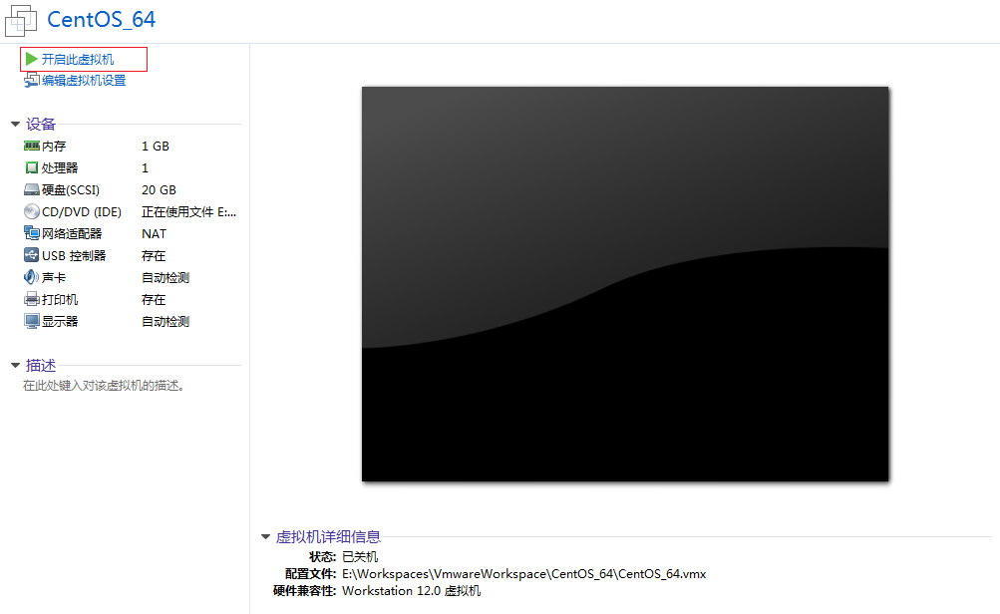 CentOS_64
开启此虚拟机
编辑虚拟机设置
设备
内存 1 GB
处理器 1
硬盘(SCSI) 20 GB
CD/DVD (IDE) 正在使用文件 E:...
网络适配器 NAT
USB 控制器 存在
声卡 自动检测
打印机 存在
显示器 自动检测
描述
在此处键入对该虚拟机的描述。
虚拟机详细信息
状态: 已关机
配置文件: E:\Workspaces\VmwareWorkspace\CentOS_64\CentOS_64.vmx
硬件兼容性: Workstation 12.0 虚拟机